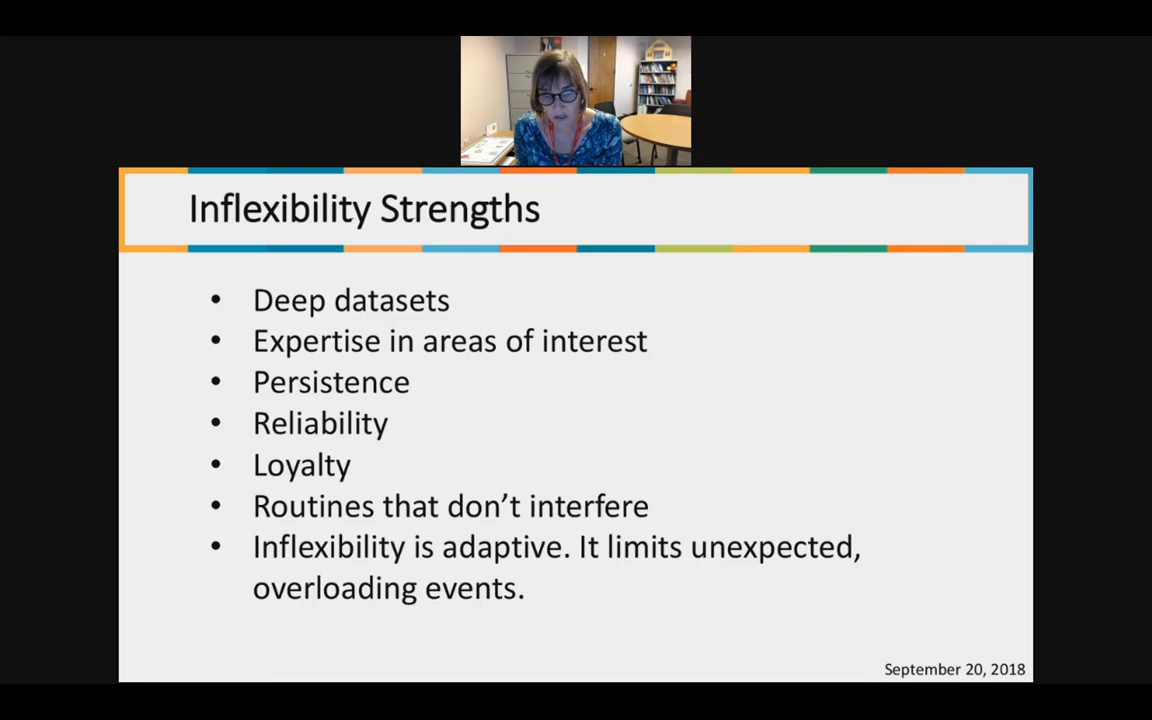 Inflexibility Strengths
• Deep datasets
• Expertise in areas of interest
• Persistence
• Reliability
• Loyalty
• Routines that don’t interfere
• Inflexibility is adaptive. It limits unexpected,
overloading events.
September 20, 2018